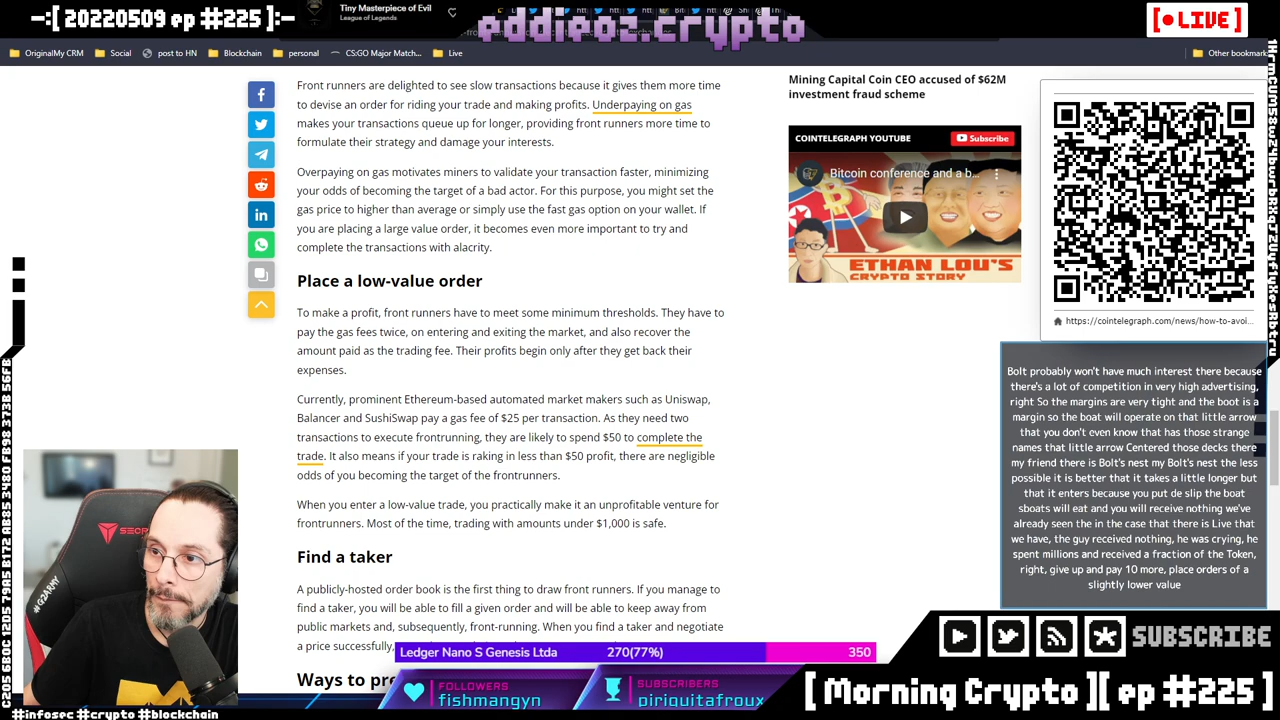 -:[ 20220509 ep #225 ]:-
Tiny Masterpiece of Evil
League of Legends
eddieoz.crypto
[● LIVE]
OriginalMy CRM
Social
post to HN
Blockchain
personal
CS:GO Major Match...
Live
Other bookmark
Front runners are delighted to see slow transactions because it gives them more time
to devise an order for riding your trade and making profits. Underpaying on gas
makes your transactions queue up for longer, providing front runners more time to
formulate their strategy and damage your interests.
Overpaying on gas motivates miners to validate your transaction faster, minimizing
your odds of becoming the target of a bad actor. For this purpose, you might set the
gas price to higher than average or simply use the fast gas option on your wallet. If
you are placing a large value order, it becomes even more important to try and
complete the transactions with alacrity.
Place a low-value order
To make a profit, front runners have to meet some minimum thresholds. They have to
pay the gas fees twice, on entering and exiting the market, and also recover the
amount paid as the trading fee. Their profits begin only after they get back their
expenses.
Currently, prominent Ethereum-based automated market makers such as Uniswap,
Balancer and SushiSwap pay a gas fee of $25 per transaction. As they need two
transactions to execute frontrunning, they are likely to spend $50 to complete the
trade. It also means if your trade is raking in less than $50 profit, there are negligible
odds of you becoming the target of the frontrunners.
When you enter a low-value trade, you practically make it an unprofitable venture for
frontrunners. Most of the time, trading with amounts under $1,000 is safe.
Find a taker
A publicly-hosted order book is the first thing to draw front runners. If you manage to
find a taker, you will be able to fill a given order and will be able to keep away from
public markets and, subsequently, front-running. When you find a taker and negotiate
a price successfully,
Ways to pre
Mining Capital Coin CEO accused of $62M
investment fraud scheme
COINTELEGRAPH YOUTUBE
Subscribe
Bitcoin conference and a b...
ETHAN LOU'S
CRYPTO STORY
https://cointelegraph.com/news/how-to-avoi...
Bolt probably won't have much interest there because
there's a lot of competition in very high advertising,
right So the margins are very tight and the boot is a
margin so the boat will operate on that little arrow
that you don't even know that has those strange
names that little arrow Centered those decks there
my friend there is Bolt's nest my Bolt's nest the less
possible it is better that it takes a little longer but
that it enters because you put de slip the boat
sboats will eat and you will receive nothing we've
already seen the in the case that there is Live that
we have, the guy received nothing, he was crying, he
spent millions and received a fraction of the Token,
right, give up and pay 10 more, place orders of a
slightly lower value
#G2ARMY
Ledger Nano S Genesis Ltda
270(77%)
350
FOLLOWERS
fishmangyn
SUBSCRIBERS
piriquitafroux
SUBSCRIBE
[ Morning Crypto ][ ep #225 ]
#infosec #crypto #blockchain